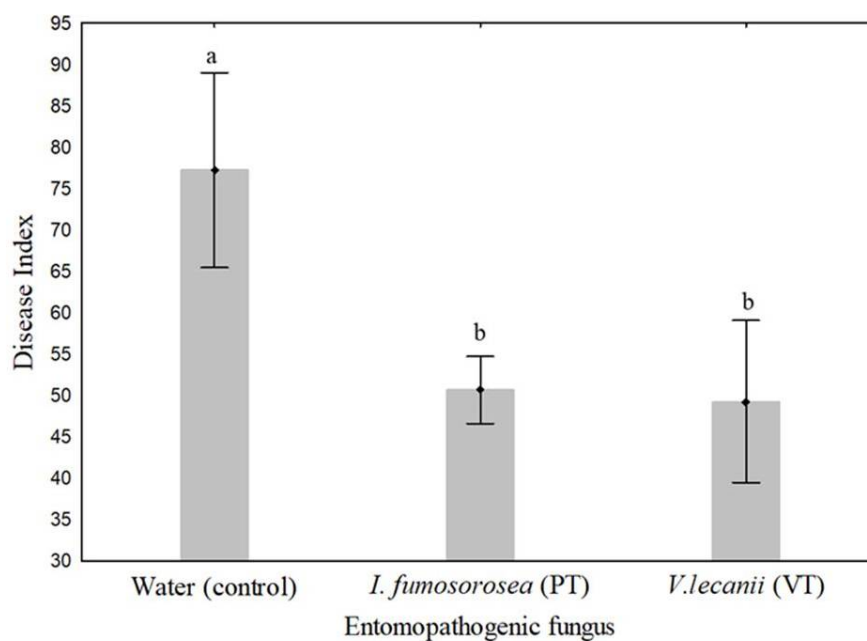 95
90
85
80
75
70
65
60
55
50
45
40
35
30
Disease Index
a
b
b
Water (control) I. fumosorosea (PT) V.lecanii (VT)
Entomopathogenic fungus